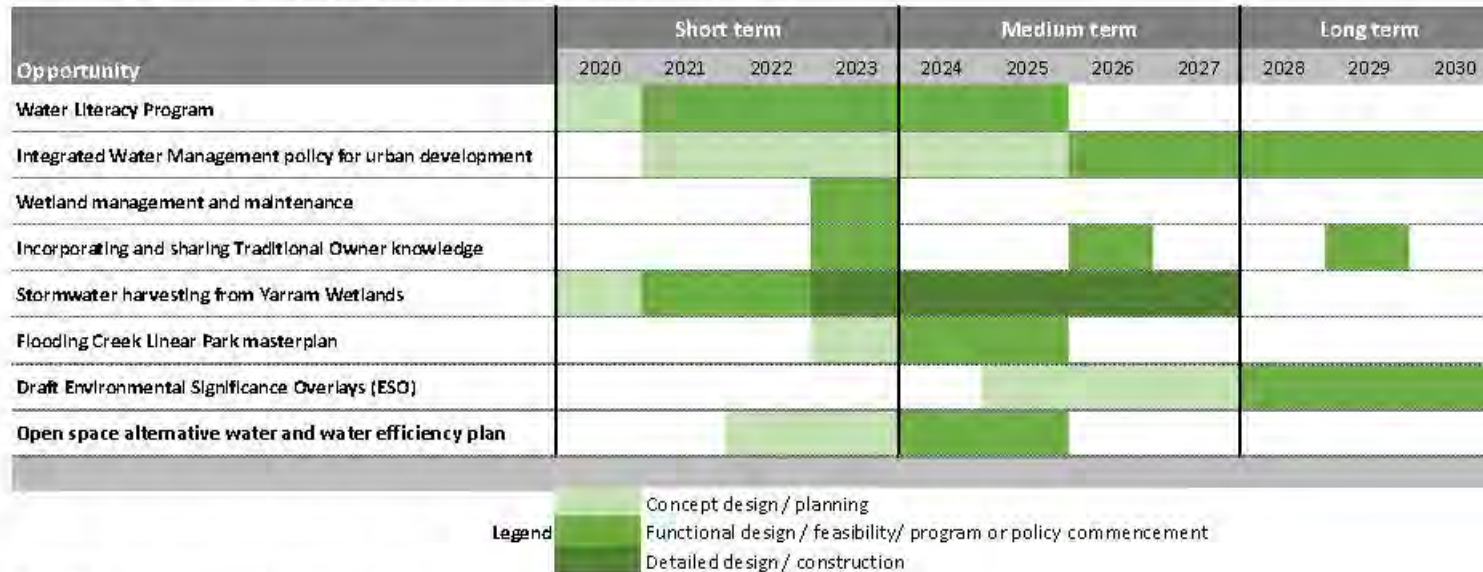 Short term Medium term Long term
Opportunity 2020 2021 2022 2023 2024 2025 2026 2027 2028 2029 2030
Water Literacy Program
Integrated Water Management policy for urban development
Wetland management and maintenance
Incorporating and sharing Traditional Owner knowledge
Stormwater harvesting from Yarram Wetlands
Flooding Creek Linear Park masterplan
Draft Environmental Significance Overlays (ESO)
Open space alternative water and water efficiency plan
Concept design / planning
Legend Functional design / feasibility/ program or policy commencement
Detailed design / construction